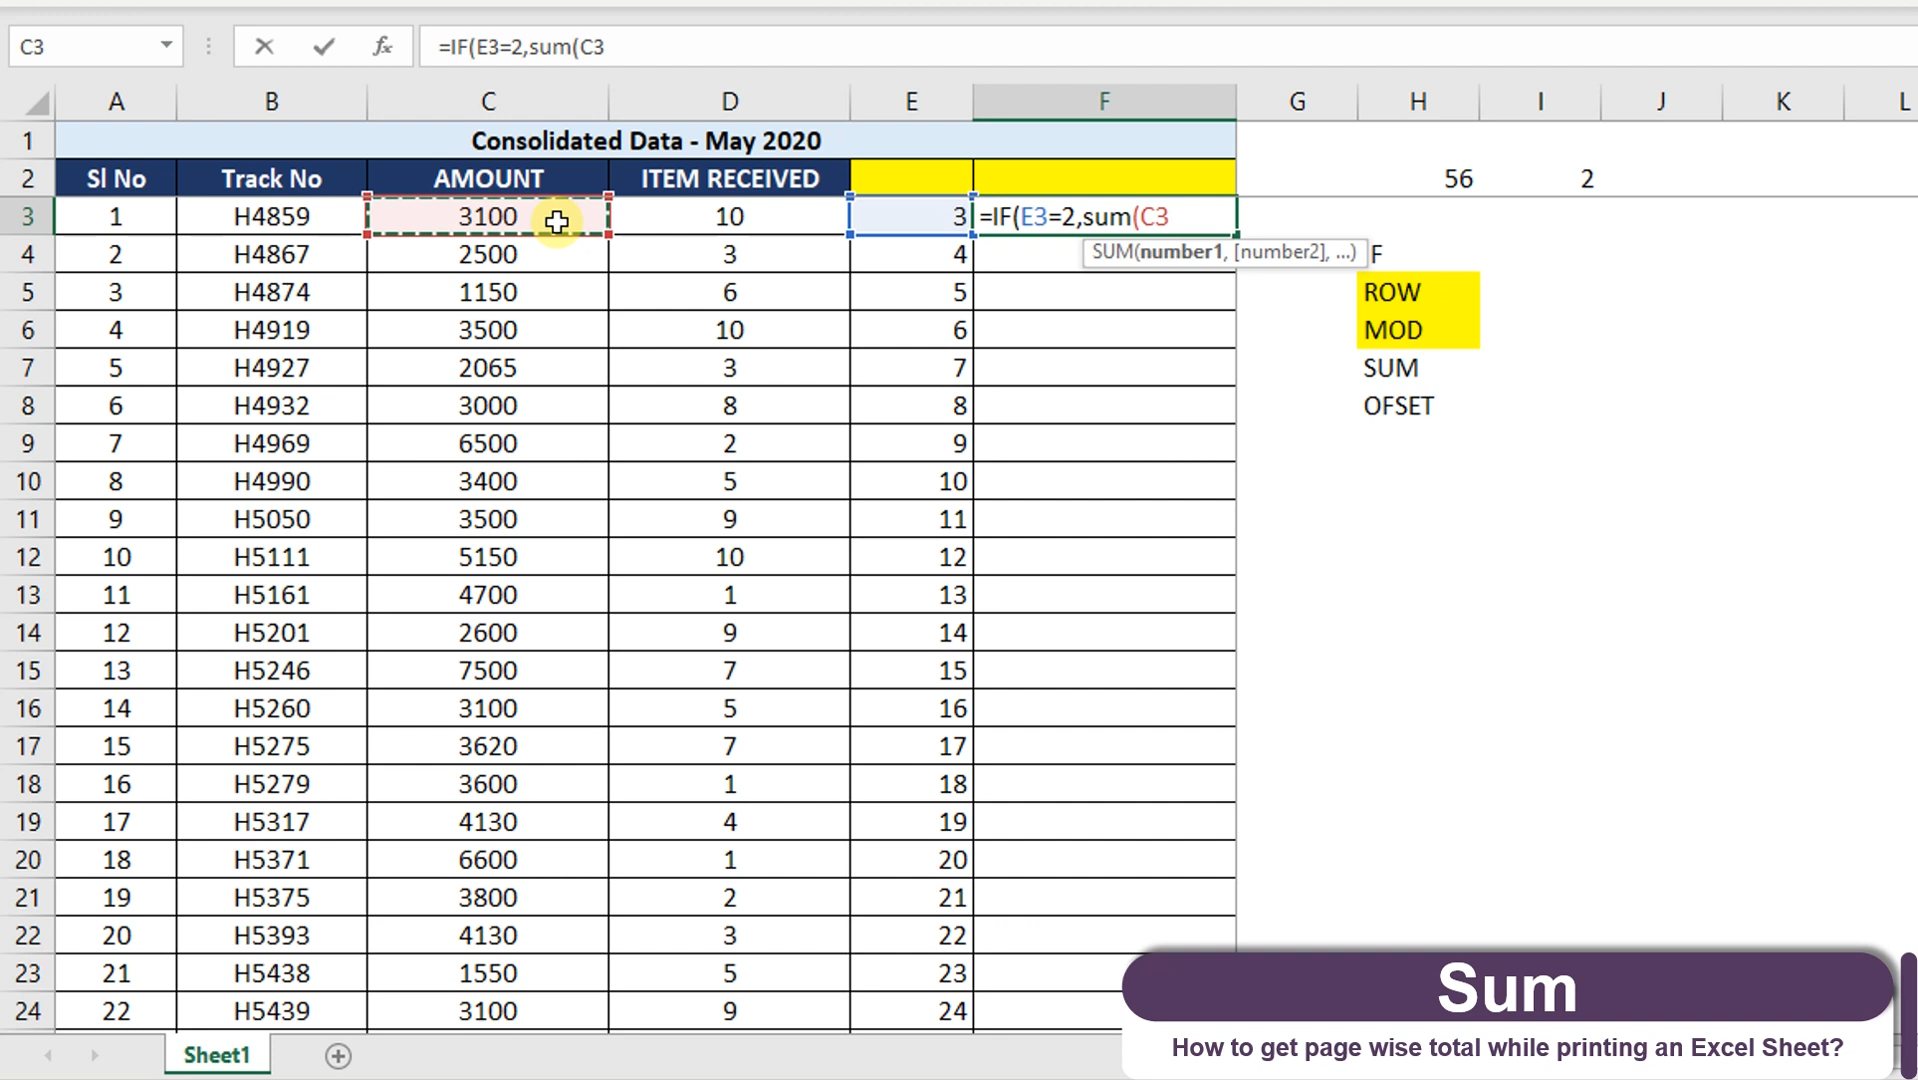 C3 =IF(E3=2,sum(C3
A B C D E F G H I J K L
1 Consolidated Data - May 2020
2 Sl No Track No AMOUNT ITEM RECEIVED 56 2
3 1 H4859 3100 10 3 =IF(E3=2,sum(C3
4 2 H4867 2500 3 4 SUM(number1, [number2], ...) F
5 3 H4874 1150 6 5 ROW
6 4 H4919 3500 10 6 MOD
7 5 H4927 2065 3 7 SUM
8 6 H4932 3000 8 8 OFSET
9 7 H4969 6500 2 9
10 8 H4990 3400 5 10
11 9 H5050 3500 9 11
12 10 H5111 5150 10 12
13 11 H5161 4700 1 13
14 12 H5201 2600 9 14
15 13 H5246 7500 7 15
16 14 H5260 3100 5 16
17 15 H5275 3620 7 17
18 16 H5279 3600 1 18
19 17 H5317 4130 4 19
20 18 H5371 6600 1 20
21 19 H5375 3800 2 21
22 20 H5393 4130 3 22
23 21 H5438 1550 5 23
24 22 H5439 3100 9 24
Sum
How to get page wise total while printing an Excel Sheet?
Sheet1